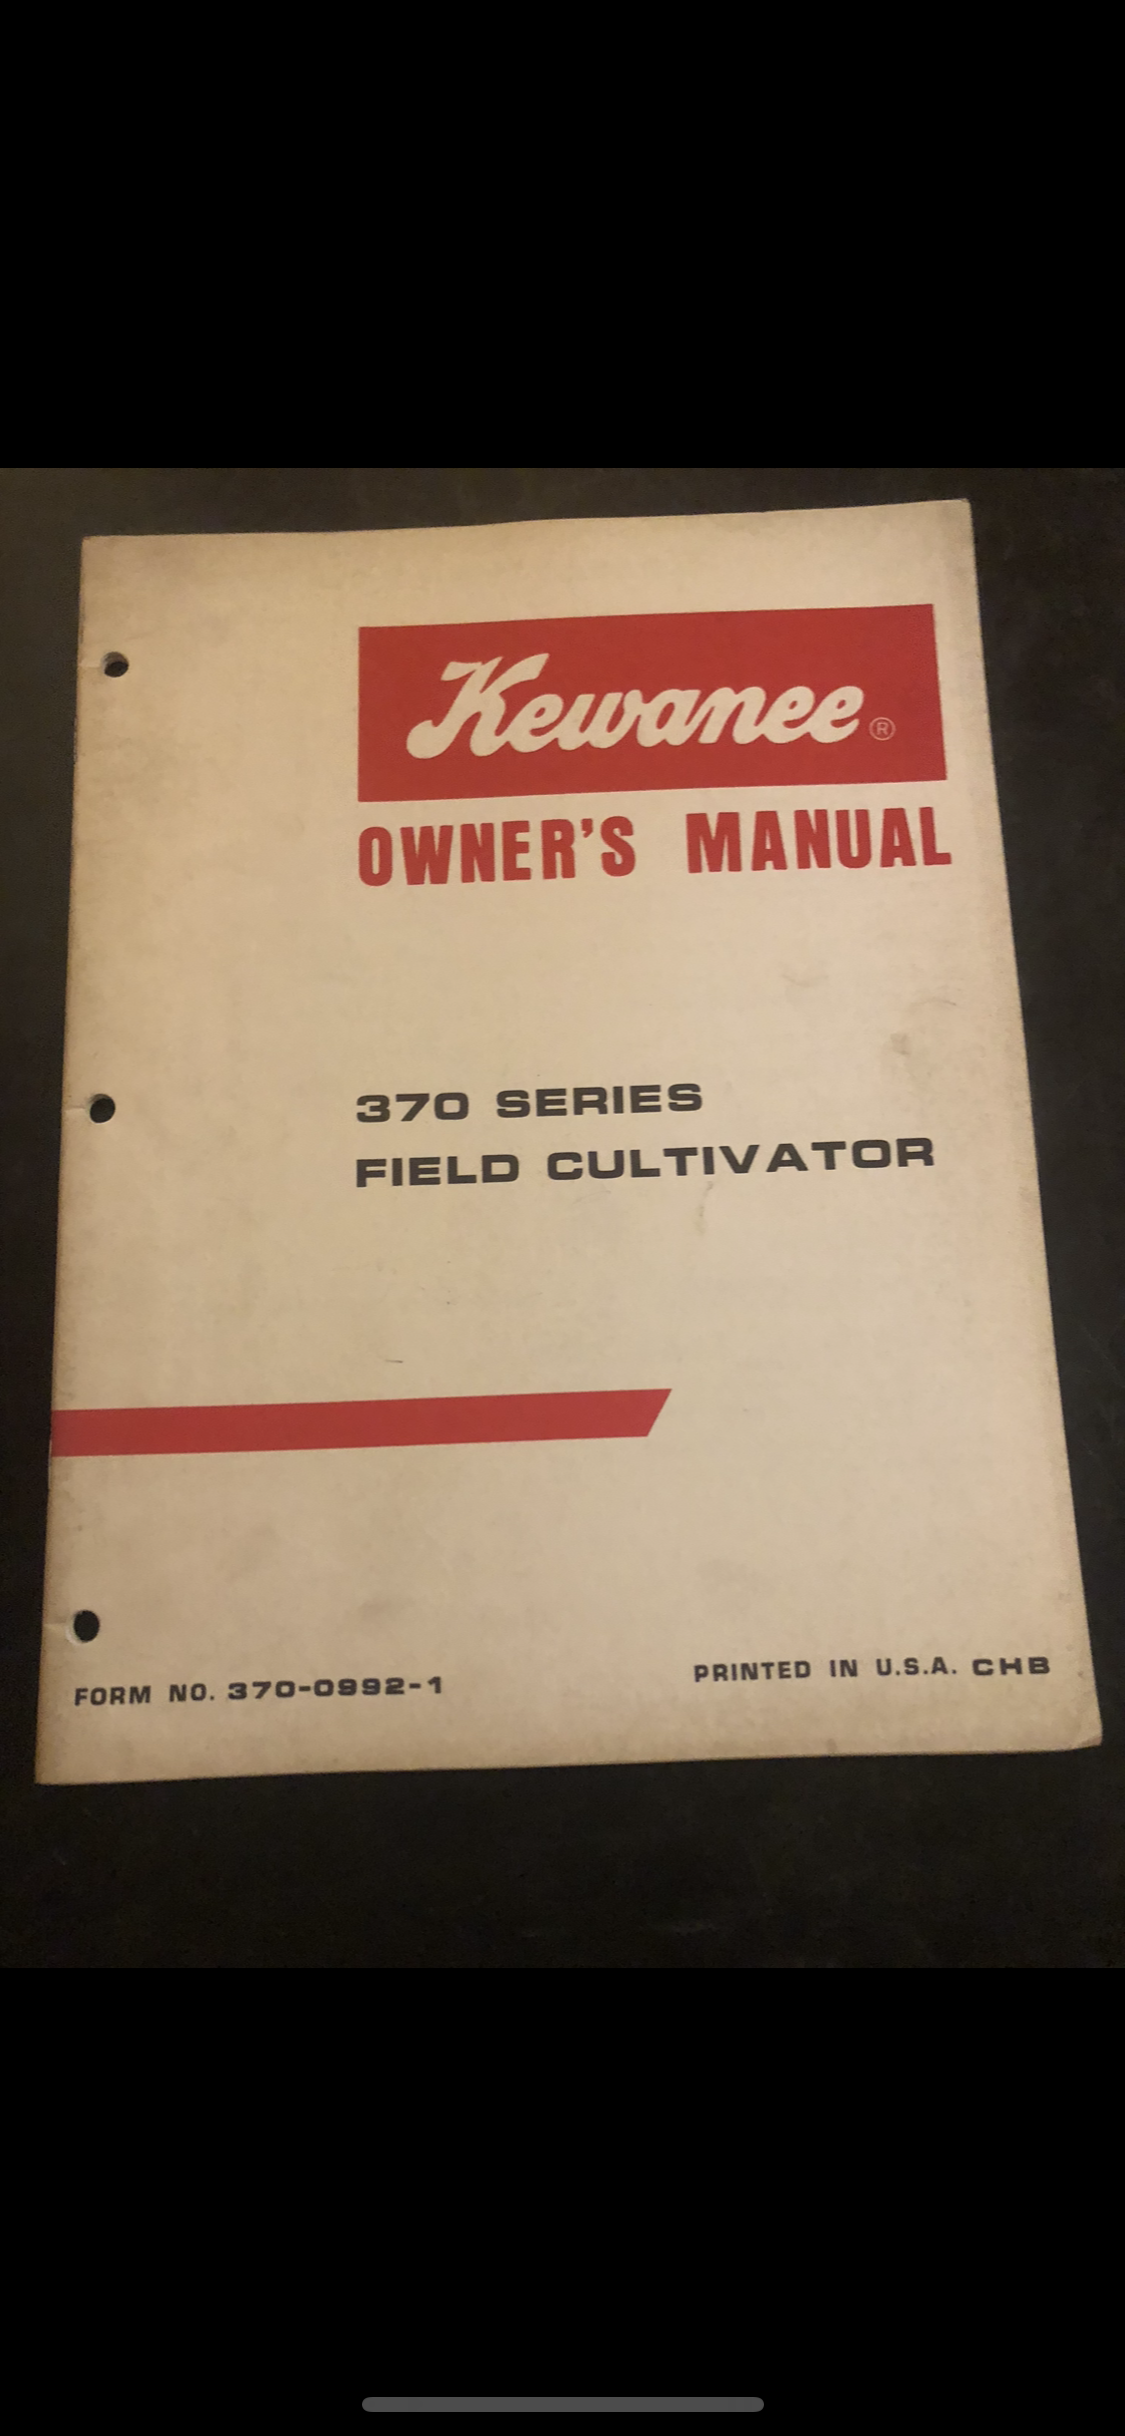 Kewanee®
OWNER'S MANUAL
370 SERIES
FIELD CULTIVATOR
FORM NO. 370-0992-1
PRINTED IN U.S.A. CHB